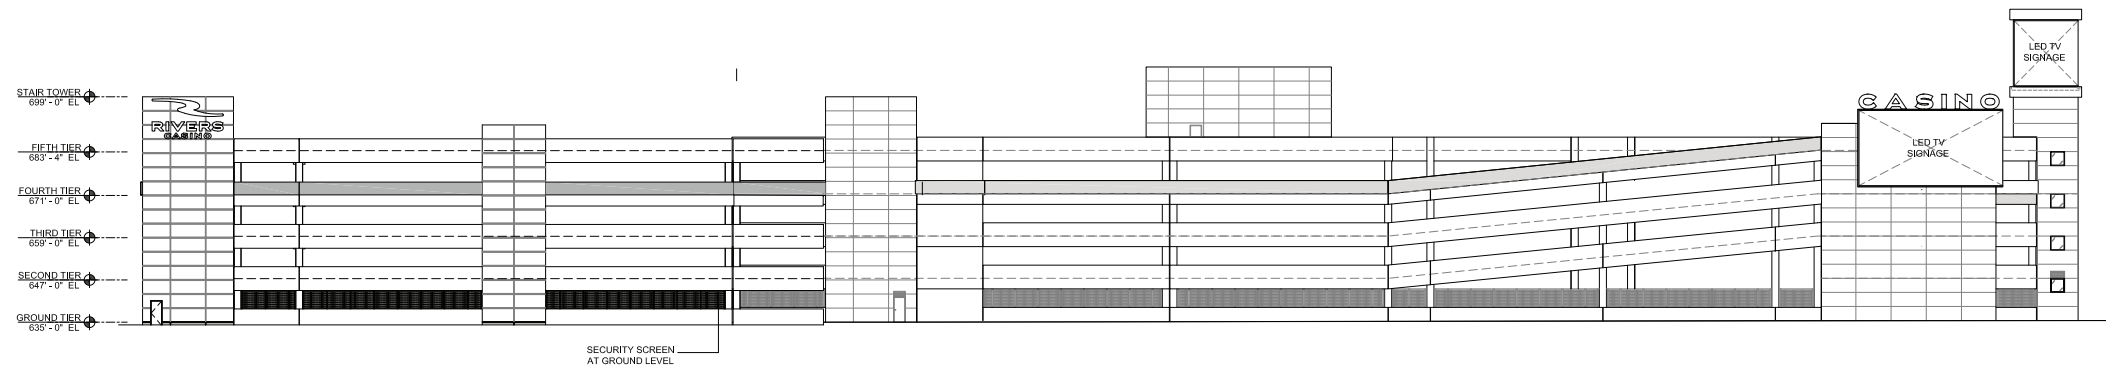 LED TV
SIGNAGE
STAIR TOWER
699' - 0" EL
RIVERS
CASINO
CASINO
LED TV
SIGNAGE
FIFTH TIER
683' - 4" EL
FOURTH TIER
671' - 0" EL
THIRD TIER
659' - 0" EL
SECOND TIER
647' - 0" EL
GROUND TIER
635' - 0" EL
SECURITY SCREEN
AT GROUND LEVEL